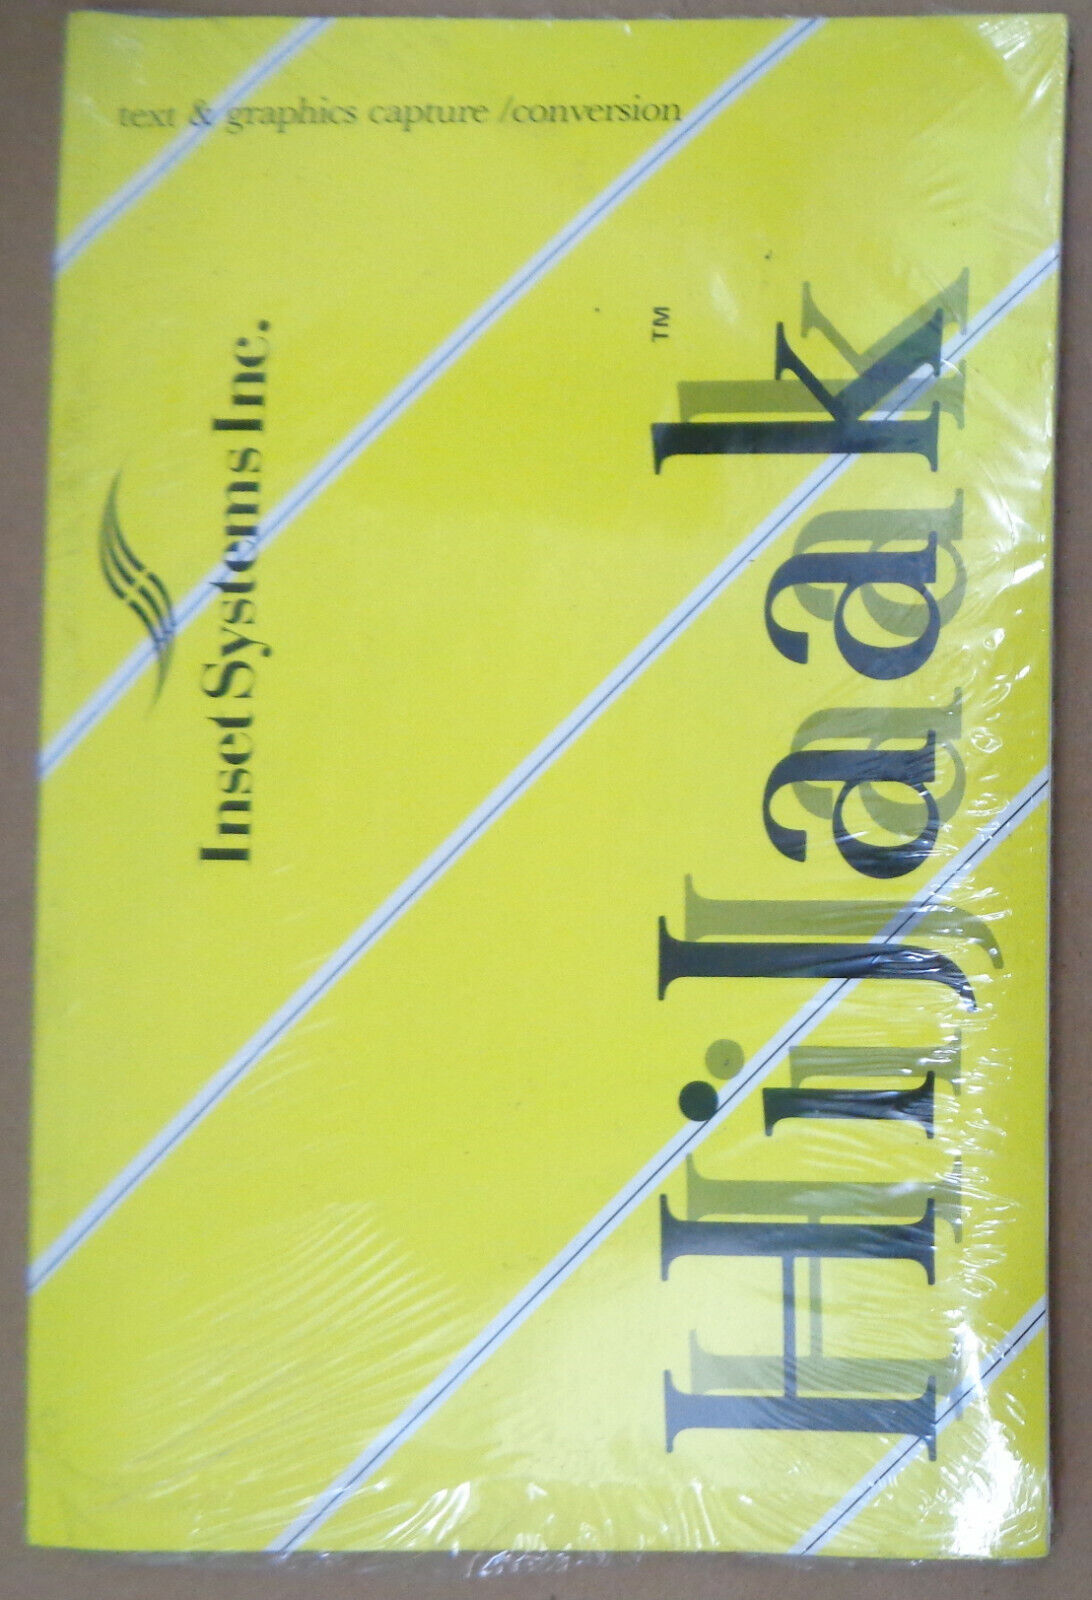 text & graphics capture /conversion
Inset Systems Inc.
HiJaak™